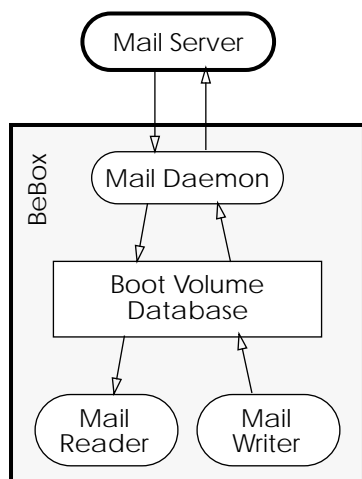 Mail Server
BeBox
Mail Daemon
Boot Volume
Database
Mail
Reader
Mail
Writer